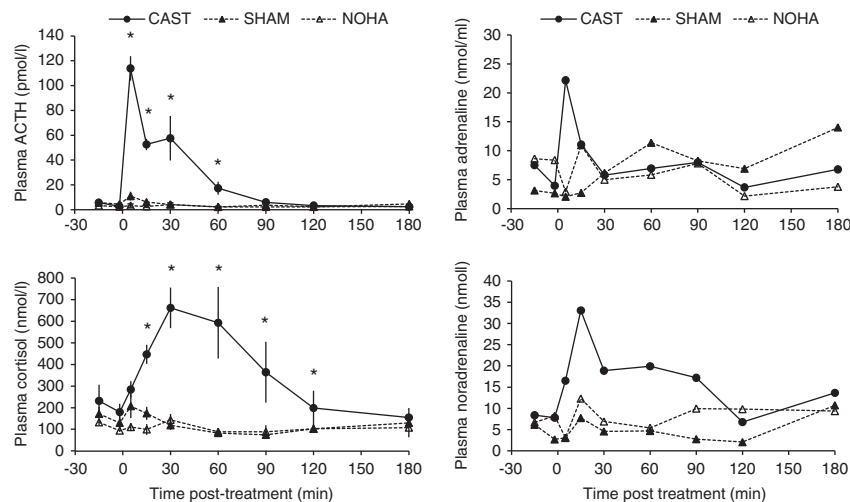 CAST SHAM NOHA
140
120
100
80
60
40
20
0
-30 0 30 60 90 120 150 180
Plasma ACTH (pmol/l)
* * * *
CAST SHAM NOHA
30
25
20
15
10
5
0
-30 0 30 60 90 120 150 180
Plasma adrenaline (nmol/ml)
800
700
600
500
400
300
200
100
0
-30 0 30 60 90 120 150 180
Plasma cortisol (nmol/l)
* * * * *
Time post-treatment (min)
40
35
30
25
20
15
10
5
0
-30 0 30 60 90 120 150 180
Plasma noradrenaline (nmoll)
Time post treatment (min)